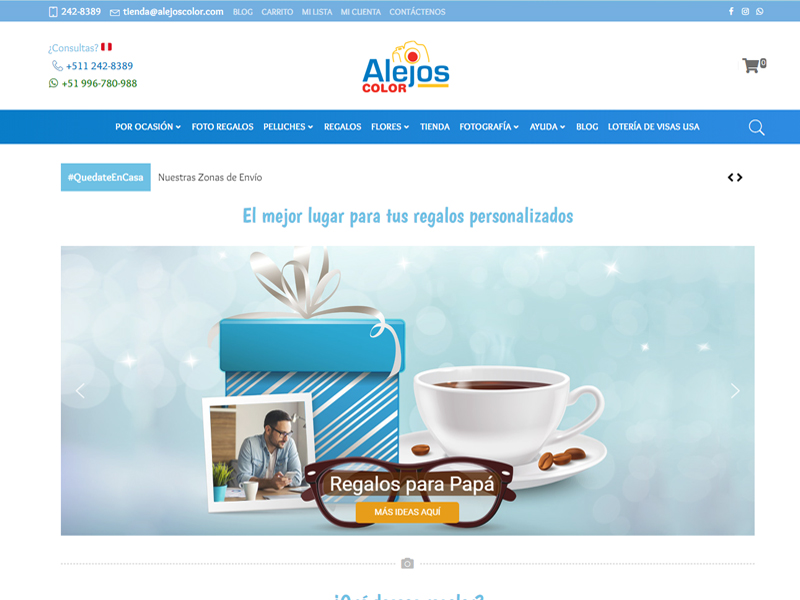 242-8389 tienda@alejoscolor.com BLOG CARRITO MI LISTA MI CUENTA CONTÁCTENOS
¿Consultas?
+511 242-8389
+51 996-780-988
Alejos
COLOR
0
POR OCASIÓN FOTO REGALOS PELUCHES REGALOS FLORES TIENDA FOTOGRAFÍA AYUDA BLOG LOTERÍA DE VISAS USA
#QuedateEnCasa Nuestras Zonas de Envío
El mejor lugar para tus regalos personalizados
Regalos para Papá
MÁS IDEAS AQUÍ